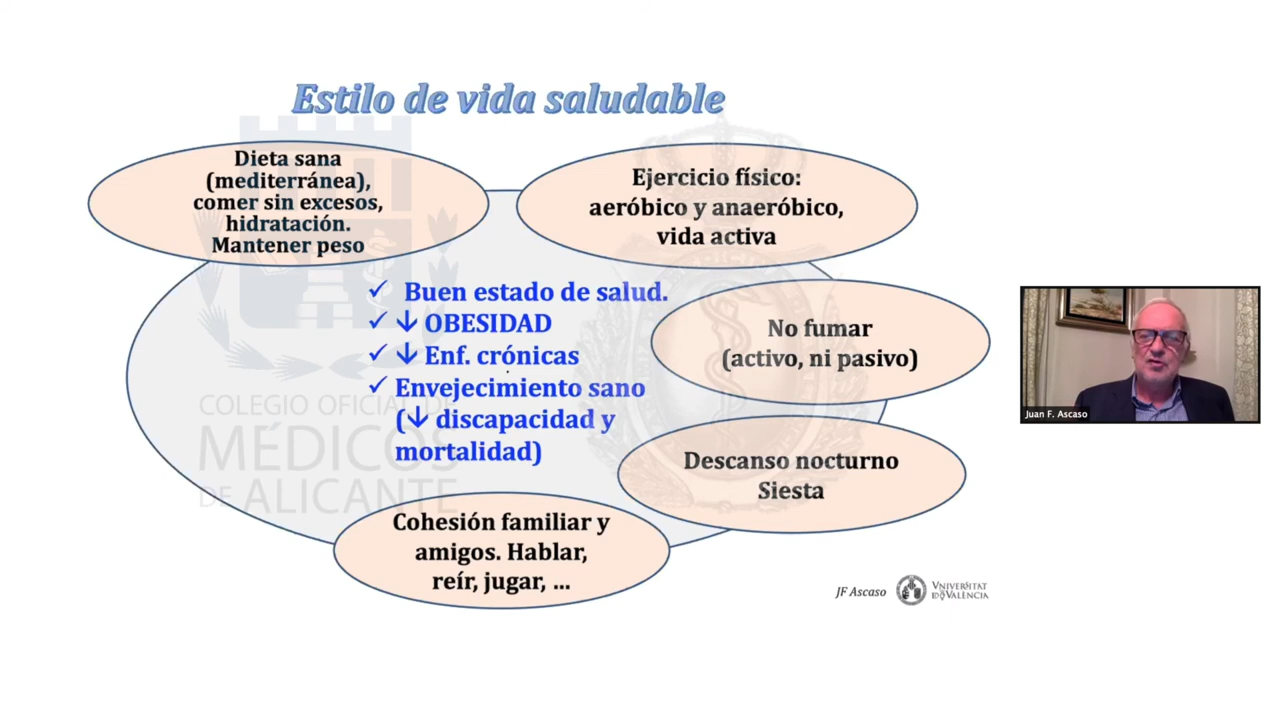 Estilo de vida saludable
Dieta sana
(mediterránea),
comer sin excesos,
hidratación.
Mantener peso
Ejercicio físico:
aeróbico y anaeróbico,
vida activa
✓ Buen estado de salud.
✓ ↓ OBESIDAD
✓ ↓ Enf. crónicas
✓ Envejecimiento sano
(↓ discapacidad y
mortalidad)
No fumar
(activo, ni pasivo)
Descanso nocturno
Siesta
Cohesión familiar y
amigos. Hablar,
reír, jugar, ...
COLEGIO OFICIAL DE
MÉDICOS
DE ALICANTE
JF Ascaso
VNIVERSITAT
ID VALÈNCIA
Juan F. Ascaso